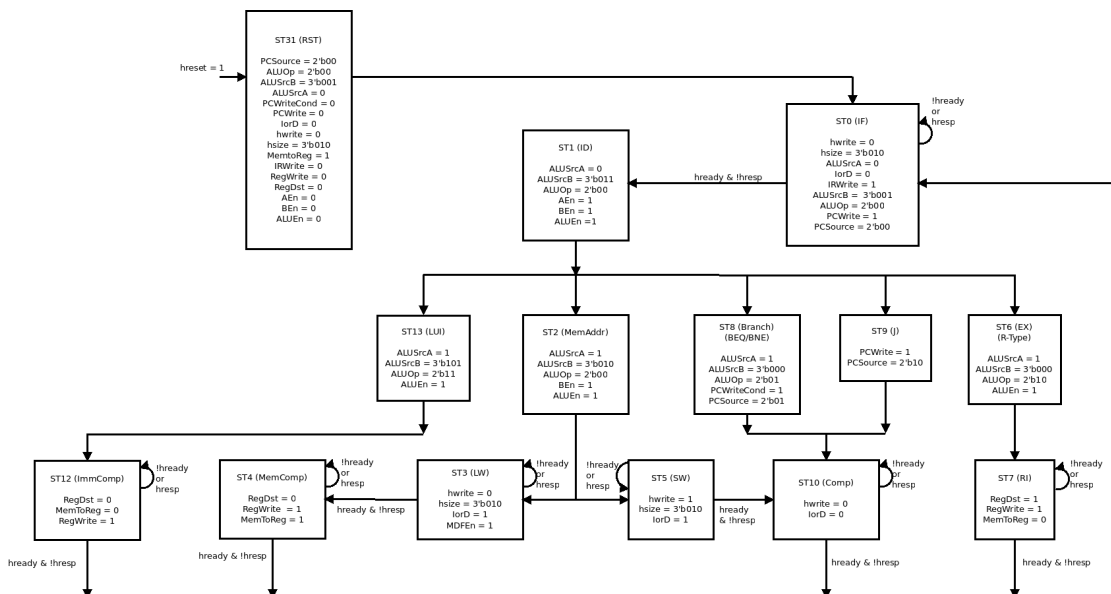 ST31 (RST)
PCSource = 2'b00
ALUOp = 2'b00
ALUSrcB = 3'b001
ALUSrcA = 0
PCWriteCond = 0
PCWrite = 0
IorD = 0
hwrite = 0
hsize = 3'b010
MemtoReg = 1
IRWrite = 0
RegWrite = 0
RegDst = 0
AEn = 0
BEn = 0
ALUEn = 0
hreset = 1
ST0 (IF)
hwrite = 0
hsize = 3'b010
ALUSrcA = 0
IorD = 0
IRWrite = 1
ALUSrcB = 3'b001
ALUOp = 2'b00
PCWrite = 1
PCSource = 2'b00
!hready
or
hresp
hready & !hresp
ST1 (ID)
ALUSrcA = 0
ALUSrcB = 3'b011
ALUOp = 2'b00
AEn = 1
BEn = 1
ALUEn =1
ST13 (LUI)
ALUSrcA = 1
ALUSrcB = 3'b101
ALUOp = 2'b11
ALUEn = 1
ST2 (MemAddr)
ALUSrcA = 1
ALUSrcB = 3'b010
ALUOp = 2'b00
BEn = 1
ALUEn = 1
ST8 (Branch)
(BEQ/BNE)
ALUSrcA = 1
ALUSrcB = 3'b000
ALUOp = 2'b01
PCWriteCond = 1
PCSource = 2'b01
ST9 (J)
PCWrite = 1
PCSource = 2'b10
ST6 (EX)
(R-Type)
ALUSrcA = 1
ALUSrcB = 3'b000
ALUOp = 2'b10
ALUEn = 1
ST12 (ImmComp)
RegDst = 0
MemToReg = 0
RegWrite = 1
!hready
or
hresp
hready & !hresp
ST4 (MemComp)
RegDst = 0
RegWrite = 1
MemToReg = 1
!hready
or
hresp
hready & !hresp
hready & !hresp
ST3 (LW)
hwrite = 0
hsize = 3'b010
IorD = 1
MDFEn = 1
!hready
or
hresp
!hready
or
hresp
ST5 (SW)
hwrite = 1
hsize = 3'b010
IorD = 1
hready
& !hresp
ST10 (Comp)
hwrite = 0
IorD = 0
!hready
or
hresp
hready & !hresp
ST7 (RI)
RegDst = 1
RegWrite = 1
MemToReg = 0
!hready
or
hresp
hready & !hresp